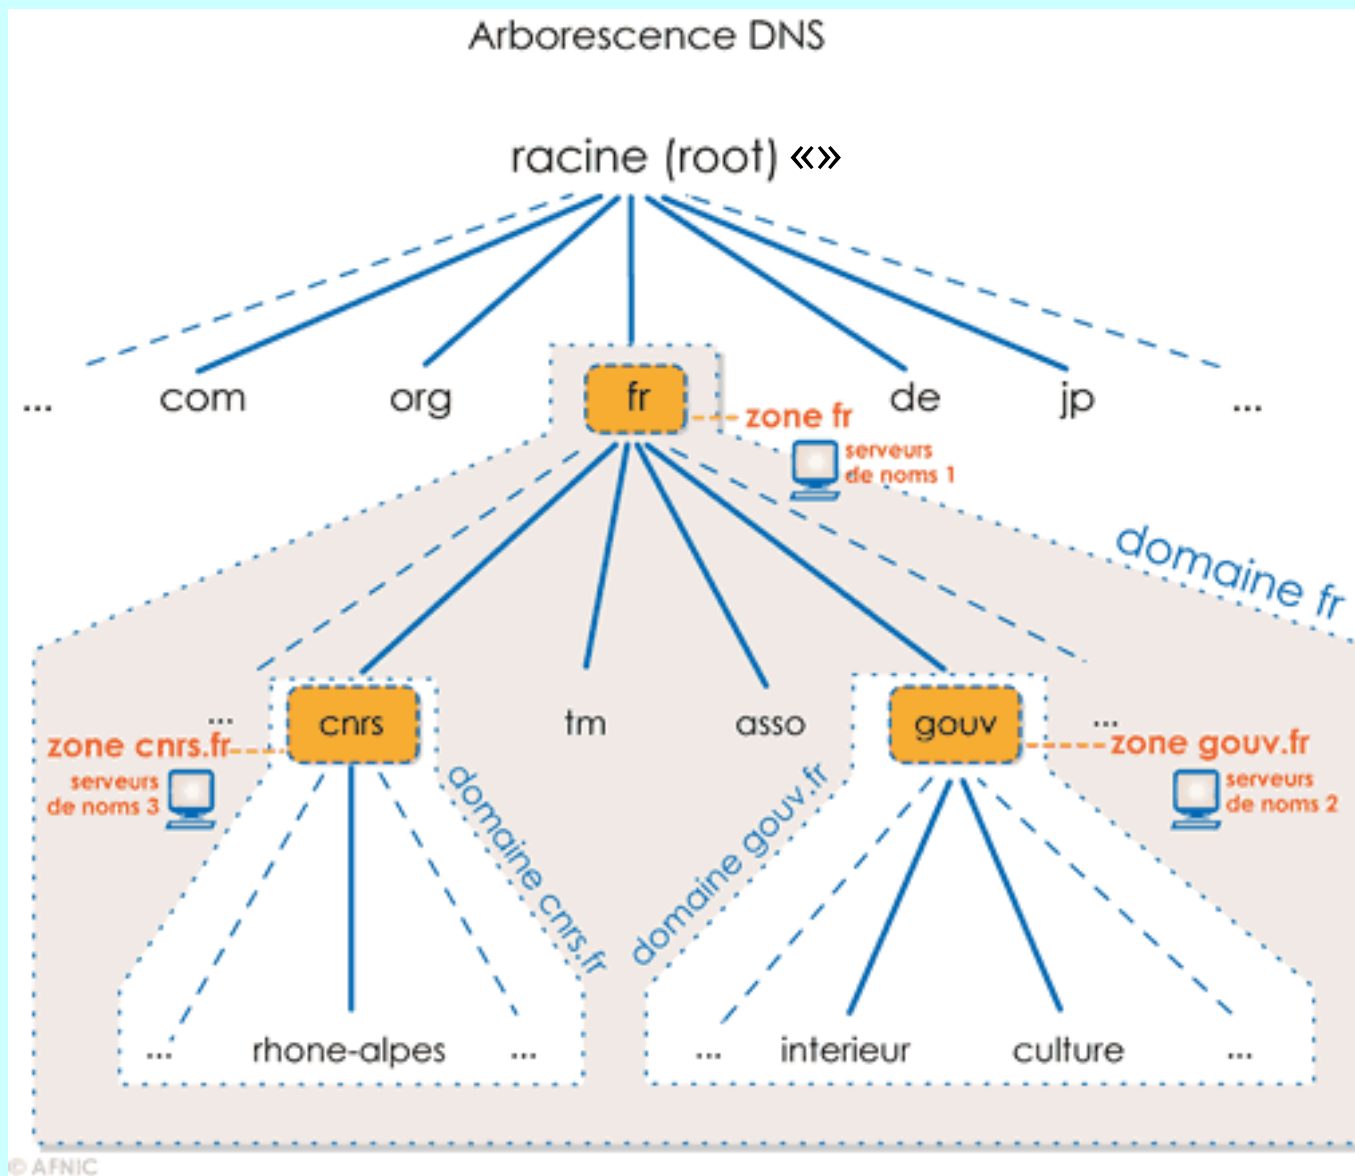 Arborescence DNS
racine (root) «»
... com org fr de jp ...
zone fr
serveurs
de noms 1
domaine fr
... cnrs tm asso gouv ...
zone cnrs.fr
serveurs
de noms 3
zone gouv.fr
serveurs
de noms 2
domaine cnrs.fr
domaine gouv.fr
... rhone-alpes ...
... interieur culture ...
© AFNIC